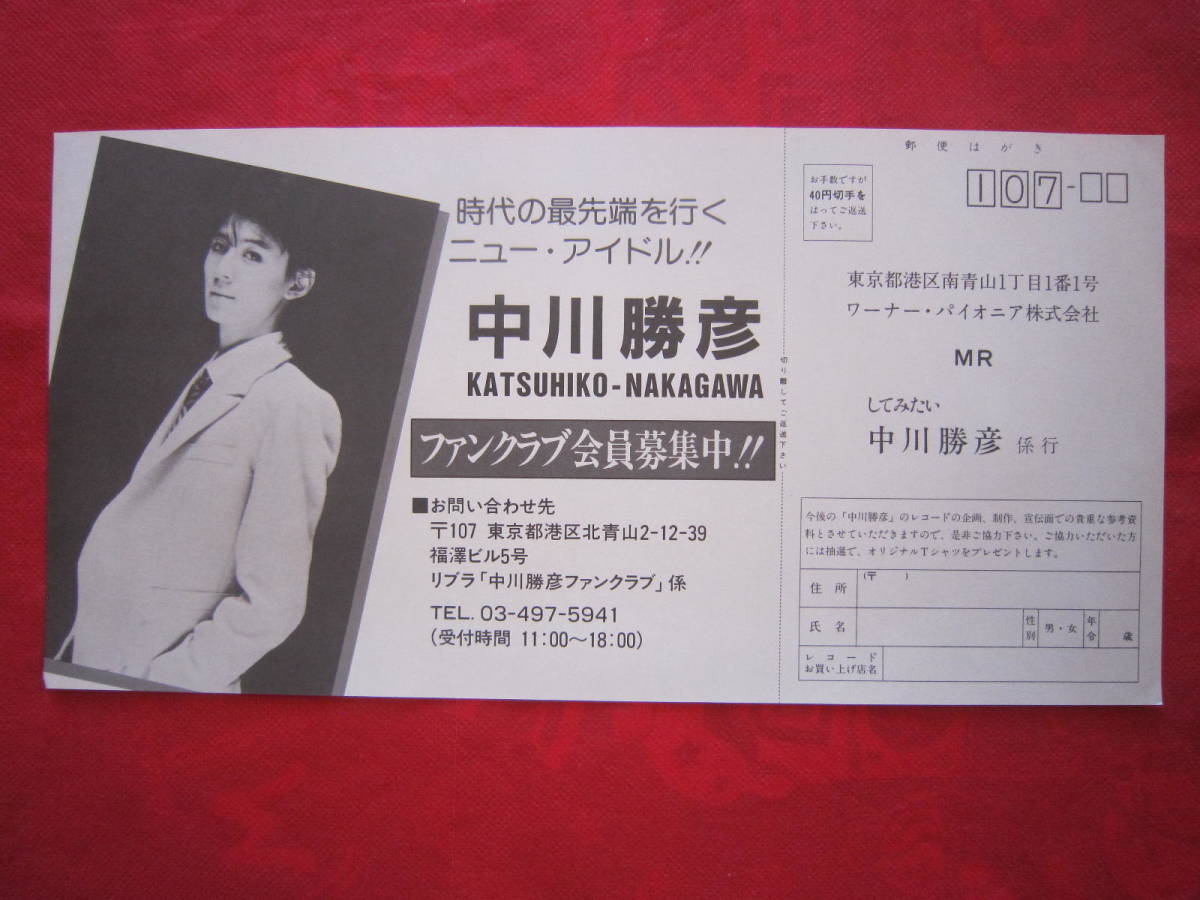 時代の最先端を行く
ニュー・アイドル!!
中川勝彦
KATSUHIKO-NAKAGAWA
ファンクラブ会員募集中!!
■お問い合わせ先
〒107 東京都港区北青山2-12-39
福澤ビル5号
リブラ「中川勝彦ファンクラブ」係
TEL. 03-497-5941
(受付時間 11:00〜18:00)
切り離してご返送下さい
郵便はがき
お手数ですが
40円切手を
はってご返送
下さい。
107-□□
東京都港区南青山1丁目1番1号
ワーナー・パイオニア株式会社
MR
してみたい
中川勝彦 係行
今後の「中川勝彦」のレコードの企画、制作、宣伝面での貴重な参考資
料とさせていただきますので、是非ご協力下さい。ご協力いただいた方
には抽選で、オリジナルTシャツをプレゼントします。
住所 (〒 )
氏名 性別 男・女 年令 歳
レコード
お買い上げ店名